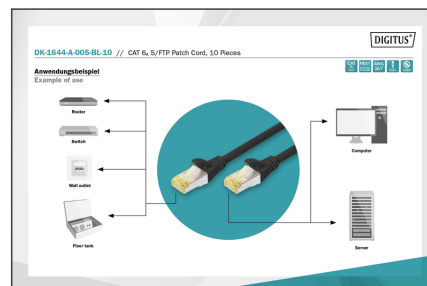 DIGITUS®
DK-1644-A-005-BL-10 // CAT 6A S/FTP Patch Cord, 10 Pieces
Anwendungsbeispiel
Example of use
Router
Switch
Wall outlet
Floor tank
Computer
Server